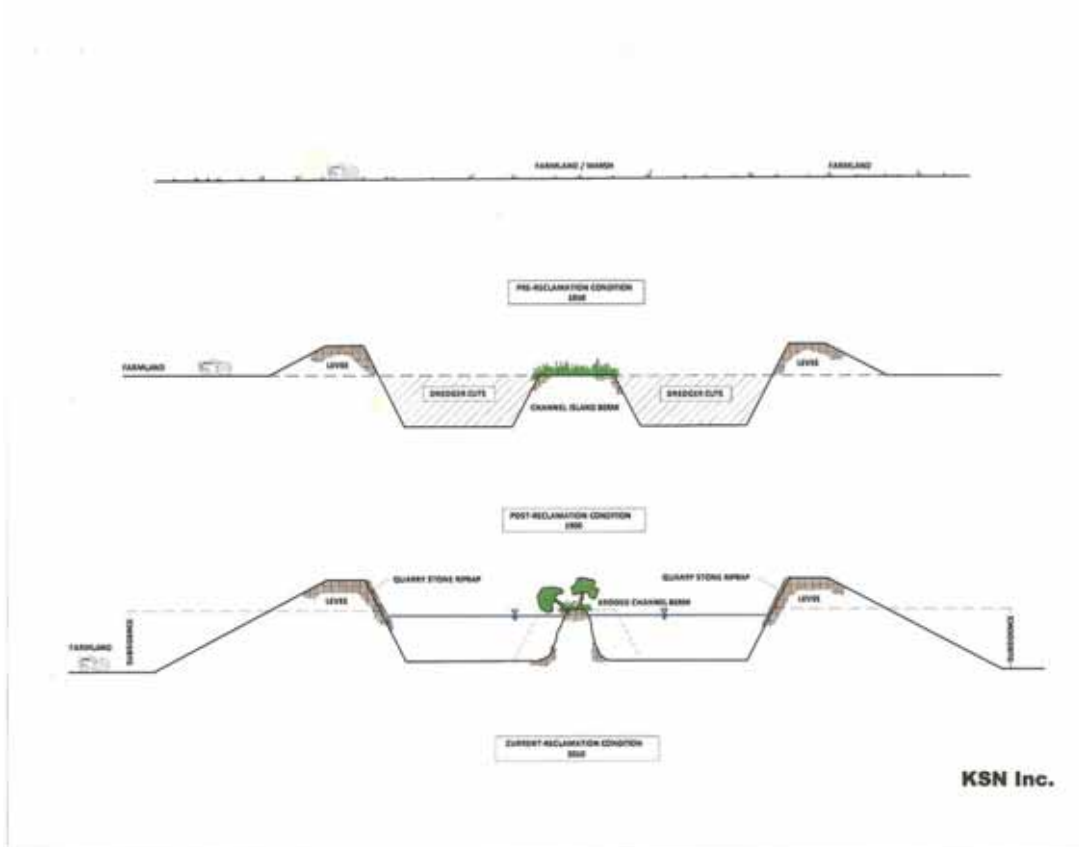 FARMLAND / MARSH
FARMLAND
PRE-RECLAMATION CONDITION
FARMLAND
LEVEE
DREDGER CUTS
CHANNEL ISLAND BERM
DREDGER CUTS
LEVEE
POST-RECLAMATION CONDITION
QUARRY STONE RIPRAP
QUARRY STONE RIPRAP
LEVEE
ERODED CHANNEL BERM
LEVEE
FARMLAND
SUBSIDENCE
SUBSIDENCE
CURRENT-RECLAMATION CONDITION
KSN Inc.